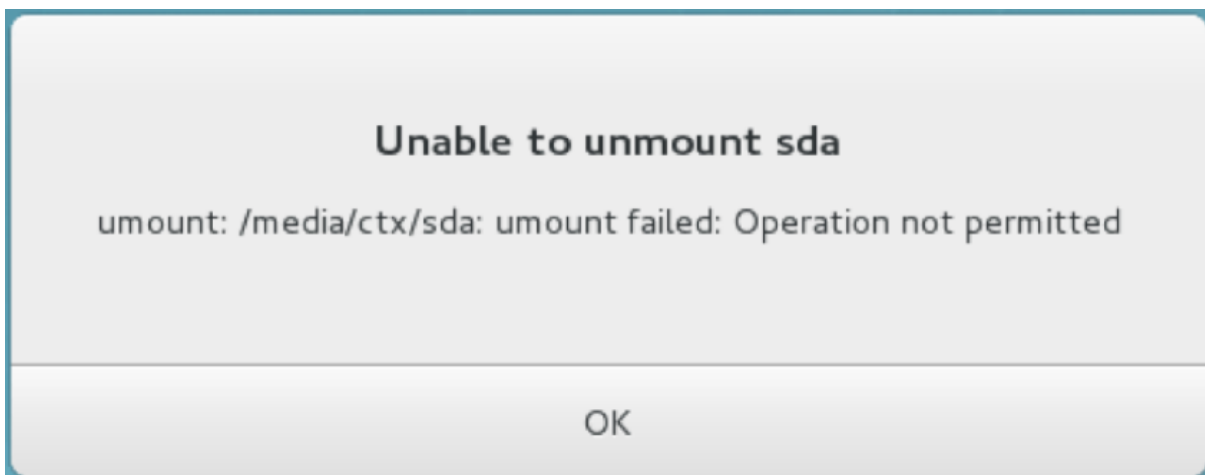 Unable to unmount sda
umount: /media/ctx/sda: umount failed: Operation not permitted
OK